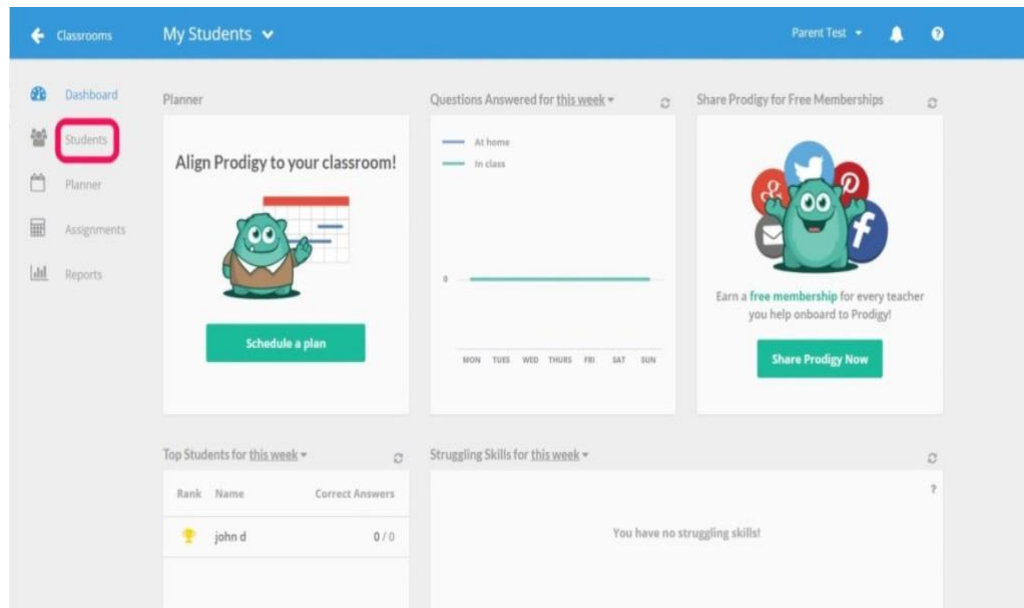 Classrooms
My Students
Parent Test
Dashboard
Students
Planner
Assignments
Reports
Planner
Align Prodigy to your classroom!
Schedule a plan
Questions Answered for this week
At home
In class
0
MON TUES WED THURS FRI SAT SUN
Share Prodigy for Free Memberships
Earn a free membership for every teacher
you help onboard to Prodigy!
Share Prodigy Now
Top Students for this week
Rank Name Correct Answers
john d 0 / 0
Struggling Skills for this week
?
You have no struggling skills!